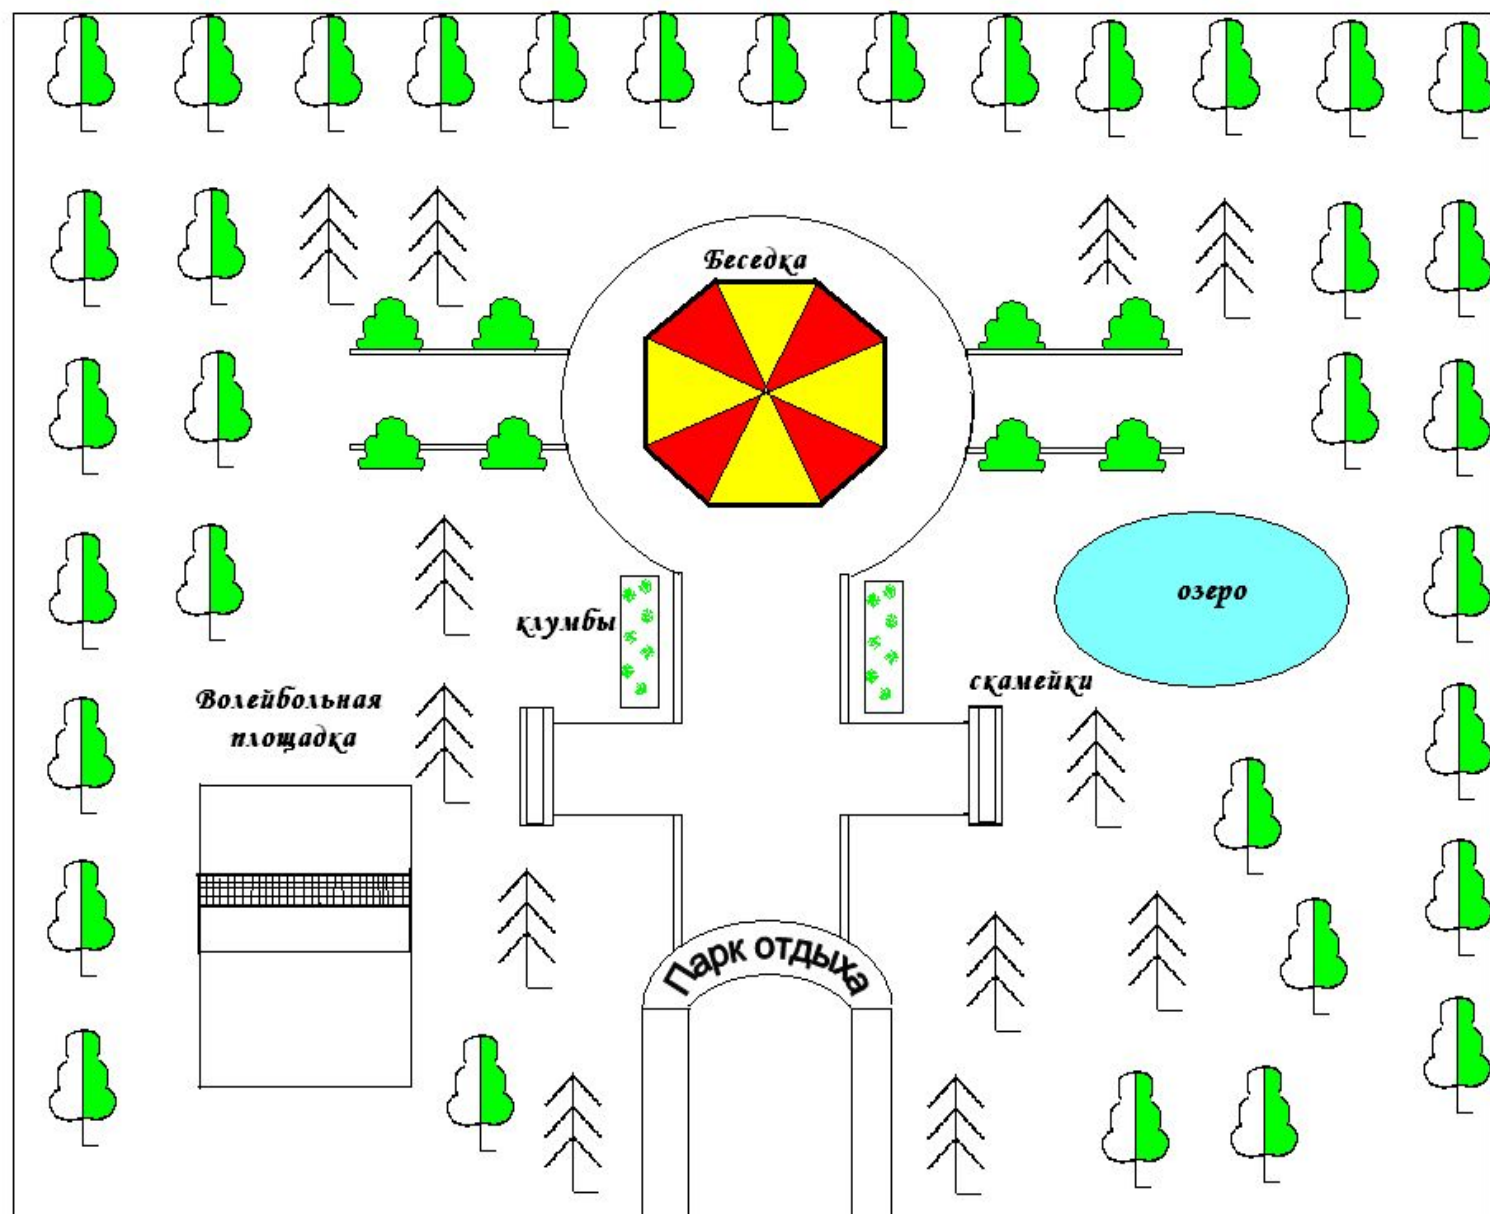 Беседка
клумбы
озеро
скамейки
Волейбольная
площадка
Парк отдыха